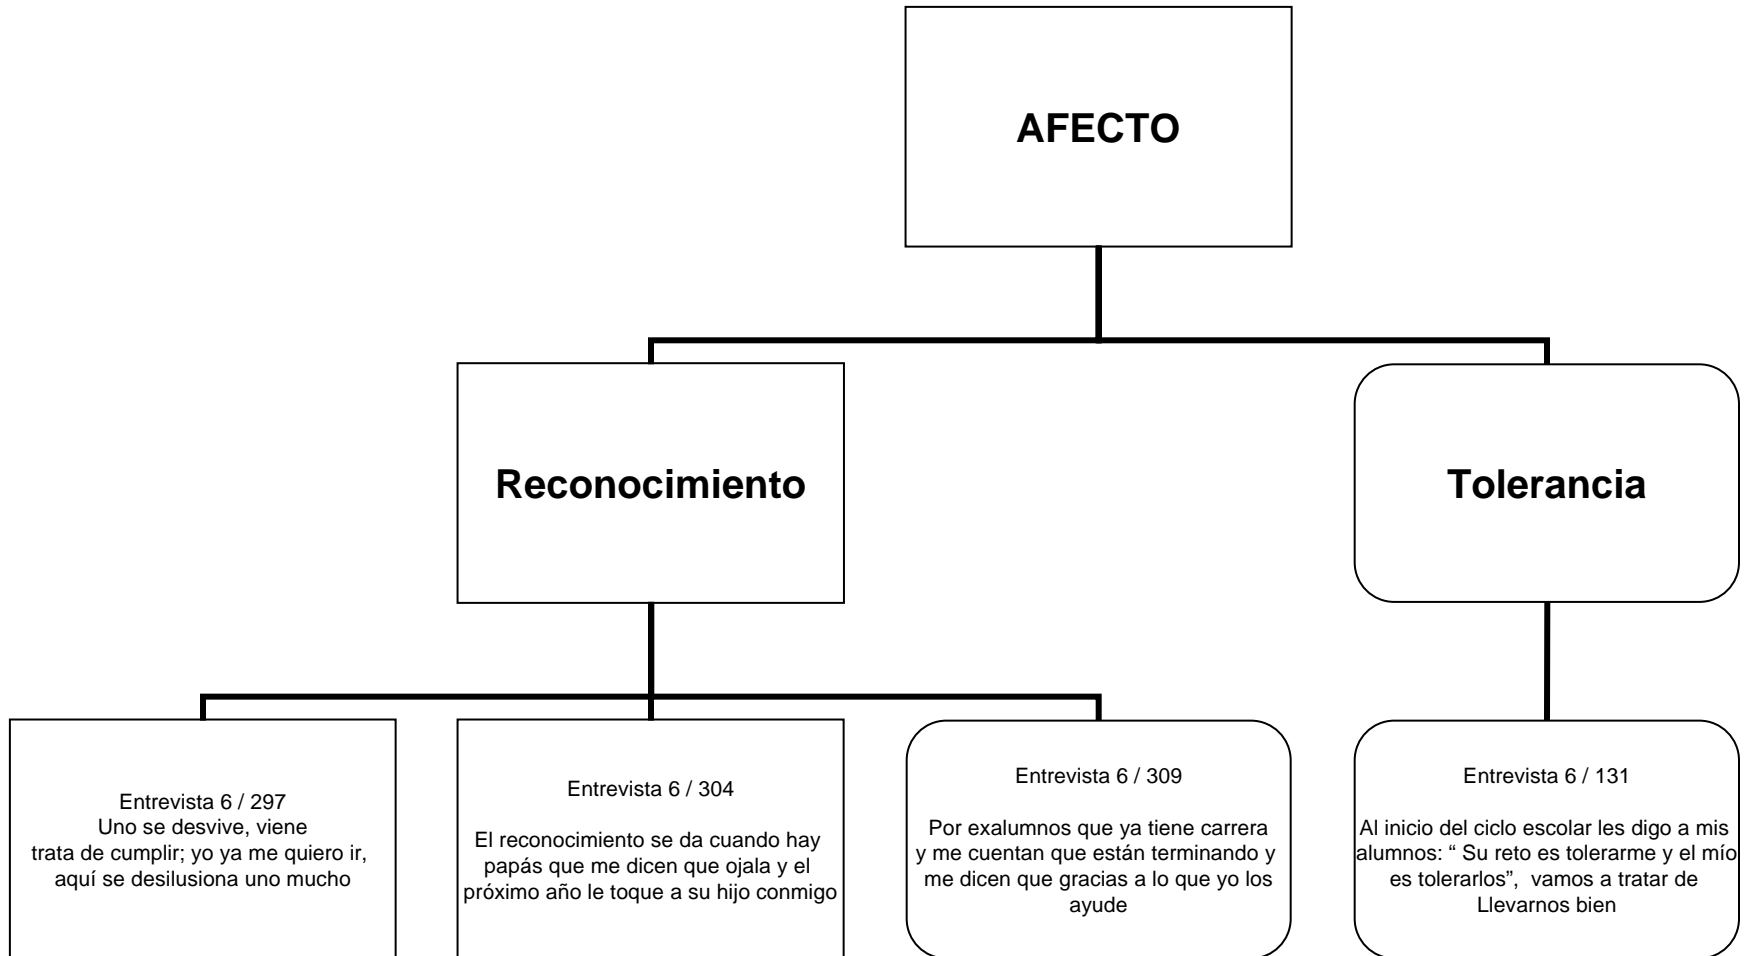 AFECTO
Reconocimiento
Tolerancia
Entrevista 6 / 297
Uno se desvive, viene
trata de cumplir; yo ya me quiero ir,
aquí se desilusiona uno mucho
Entrevista 6 / 304
El reconocimiento se da cuando hay
papás que me dicen que ojala y el
próximo año le toque a su hijo conmigo
Entrevista 6 / 309
Por exalumnos que ya tiene carrera
y me cuentan que están terminando y
me dicen que gracias a lo que yo los
ayude
Entrevista 6 / 131
Al inicio del ciclo escolar les digo a mis
alumnos: “ Su reto es tolerarme y el mío
es tolerarlos”, vamos a tratar de
Llevarnos bien